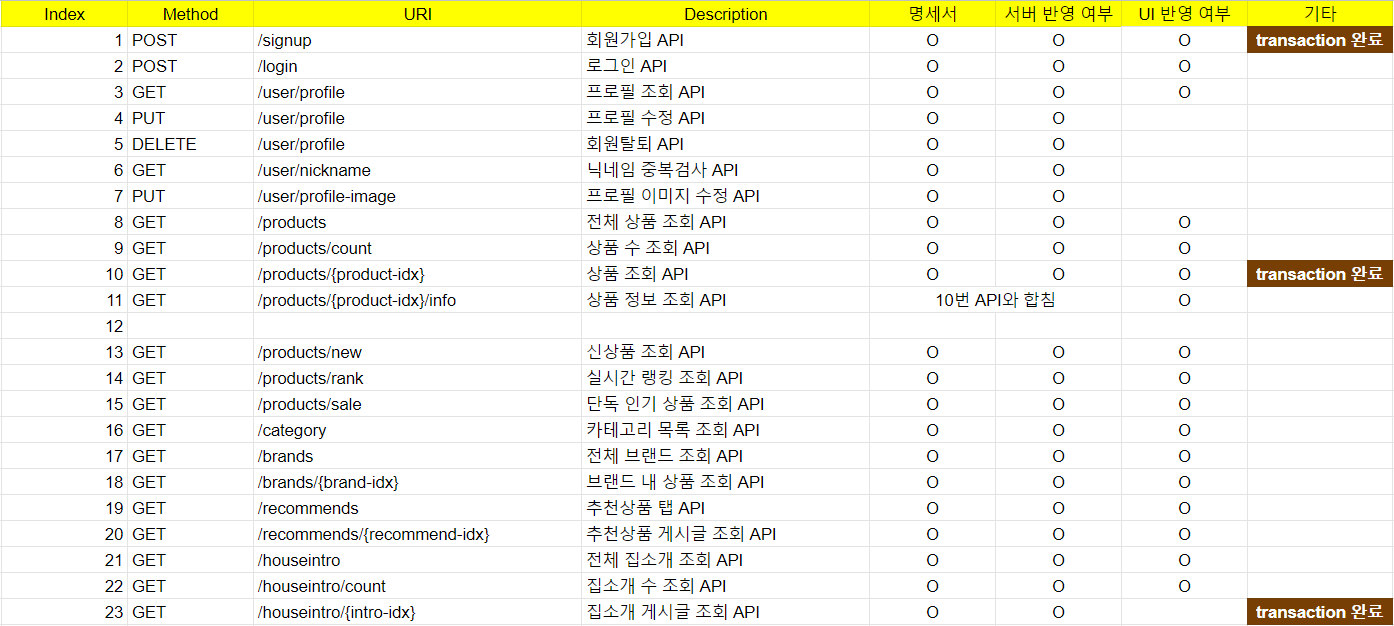 Index Method URI Description 명세서 서버 반영 여부 UI 반영 여부 기타
1 POST /signup 회원가입 API O O O transaction 완료
2 POST /login 로그인 API O O O
3 GET /user/profile 프로필 조회 API O O O
4 PUT /user/profile 프로필 수정 API O O
5 DELETE /user/profile 회원탈퇴 API O O
6 GET /user/nickname 닉네임 중복검사 API O O
7 PUT /user/profile-image 프로필 이미지 수정 API O O
8 GET /products 전체 상품 조회 API O O O
9 GET /products/count 상품 수 조회 API O O O
10 GET /products/{product-idx} 상품 조회 API O O O transaction 완료
11 GET /products/{product-idx}/info 상품 정보 조회 API 10번 API와 합침 O
12
13 GET /products/new 신상품 조회 API O O O
14 GET /products/rank 실시간 랭킹 조회 API O O O
15 GET /products/sale 단독 인기 상품 조회 API O O O
16 GET /category 카테고리 목록 조회 API O O O
17 GET /brands 전체 브랜드 조회 API O O O
18 GET /brands/{brand-idx} 브랜드 내 상품 조회 API O O O
19 GET /recommends 추천상품 탭 API O O O
20 GET /recommends/{recommend-idx} 추천상품 게시글 조회 API O O O
21 GET /houseintro 전체 집소개 조회 API O O O
22 GET /houseintro/count 집소개 수 조회 API O O O
23 GET /houseintro/{intro-idx} 집소개 게시글 조회 API O O transaction 완료